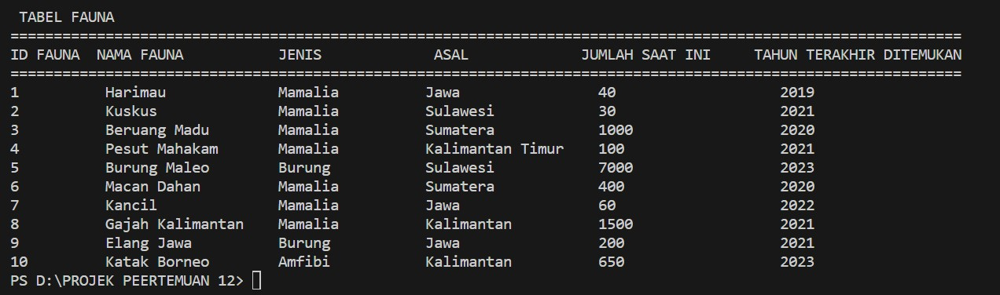 TABEL FAUNA
==============================================================================================================
ID FAUNA  NAMA FAUNA           JENIS             ASAL             JUMLAH SAAT INI     TAHUN TERAKHIR DITEMUKAN
==============================================================================================================
1          Harimau             Mamalia          Jawa                40                   2019
2          Kuskus              Mamalia          Sulawesi            30                   2021
3          Beruang Madu        Mamalia          Sumatera            1000                 2020
4          Pesut Mahakam       Mamalia          Kalimantan Timur    100                  2021
5          Burung Maleo        Burung           Sulawesi            7000                 2023
6          Macan Dahan         Mamalia          Sumatera            400                  2020
7          Kancil              Mamalia          Jawa                60                   2022
8          Gajah Kalimantan    Mamalia          Kalimantan          1500                 2021
9          Elang Jawa          Burung           Jawa                200                  2021
10         Katak Borneo        Amfibi           Kalimantan          650                  2023
PS D:\PROJEK PEERTEMUAN 12>